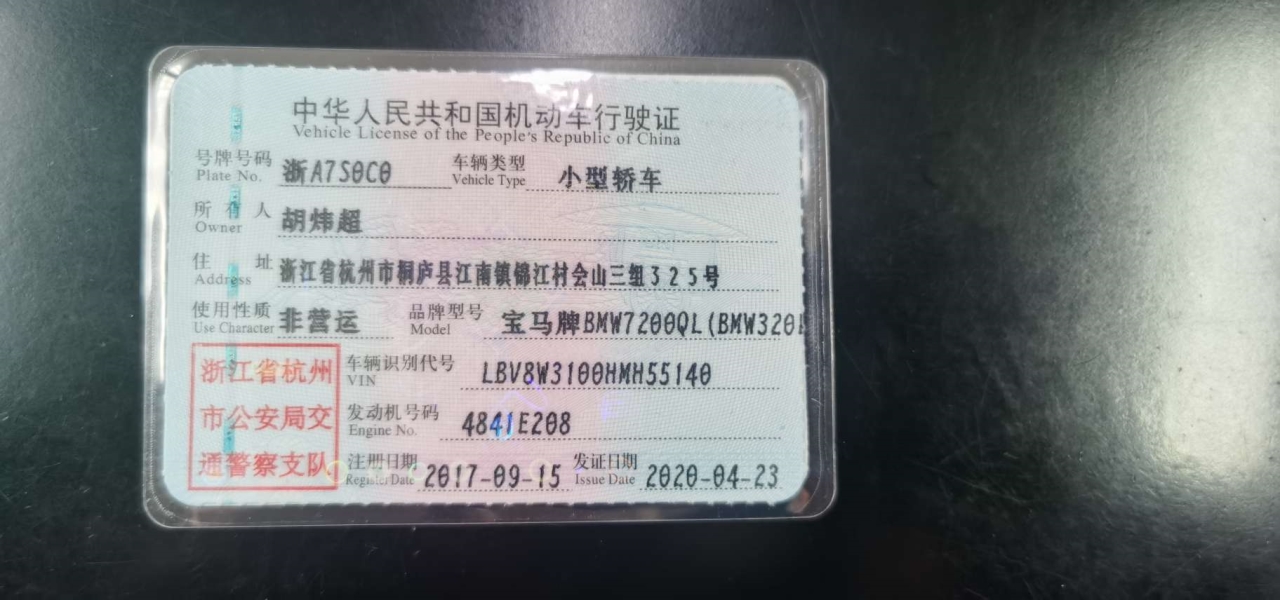 中华人民共和国机动车行驶证
Vehicle License of the People's Republic of China
号牌号码 浙A7S0C0 车辆类型 小型轿车
Plate No. Vehicle Type
所有人 胡炜超
Owner
住址 浙江省杭州市桐庐县江南镇锦江村会山三组325号
Address
使用性质 非营运 品牌型号 宝马牌BMW7200QL(BMW320
Use Character Model
浙江省杭州
市公安局交
通警察支队
车辆识别代号 LBV8W3100HMH55140
VIN
发动机号码 4841E208
Engine No.
注册日期 2017-09-15 发证日期 2020-04-23
Register Date Issue Date